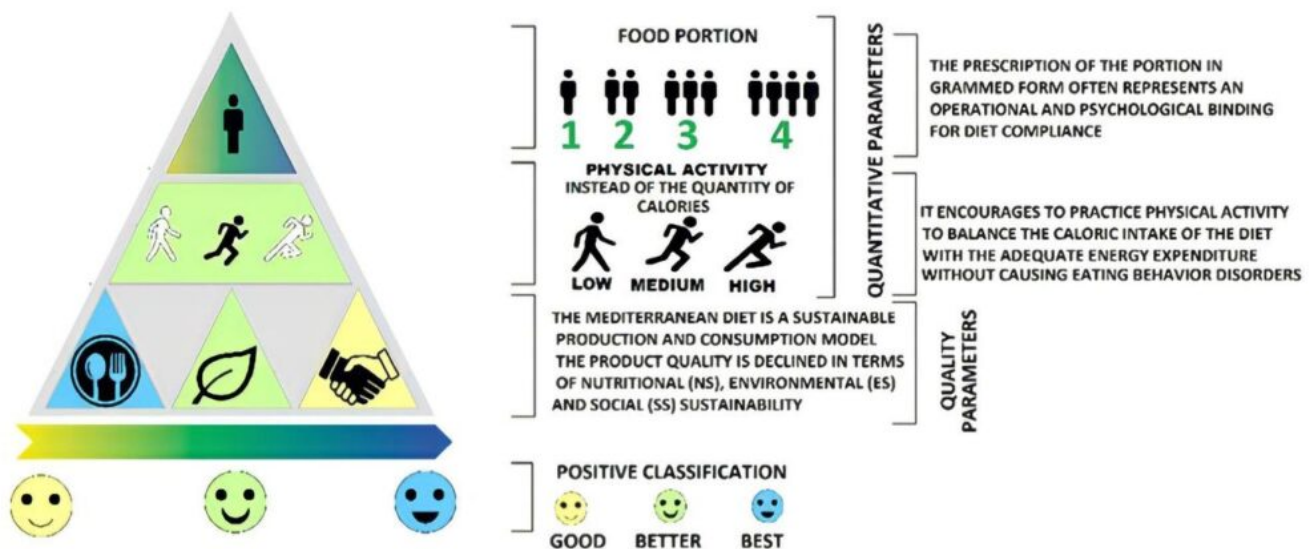 FOOD PORTION
1 2 3 4
PHYSICAL ACTIVITY
INSTEAD OF THE QUANTITY OF
CALORIES
LOW MEDIUM HIGH
QUANTITATIVE PARAMETERS
THE PRESCRIPTION OF THE PORTION IN
GRAMMED FORM OFTEN REPRESENTS AN
OPERATIONAL AND PSYCHOLOGICAL BINDING
FOR DIET COMPLIANCE
IT ENCOURAGES TO PRACTICE PHYSICAL ACTIVITY
TO BALANCE THE CALORIC INTAKE OF THE DIET
WITH THE ADEQUATE ENERGY EXPENDITURE
WITHOUT CAUSING EATING BEHAVIOR DISORDERS
THE MEDITERRANEAN DIET IS A SUSTAINABLE
PRODUCTION AND CONSUMPTION MODEL
THE PRODUCT QUALITY IS DECLINED IN TERMS
OF NUTRITIONAL (NS), ENVIRONMENTAL (ES)
AND SOCIAL (SS) SUSTAINABILITY
QUALITY
PARAMETERS
POSITIVE CLASSIFICATION
GOOD BETTER BEST